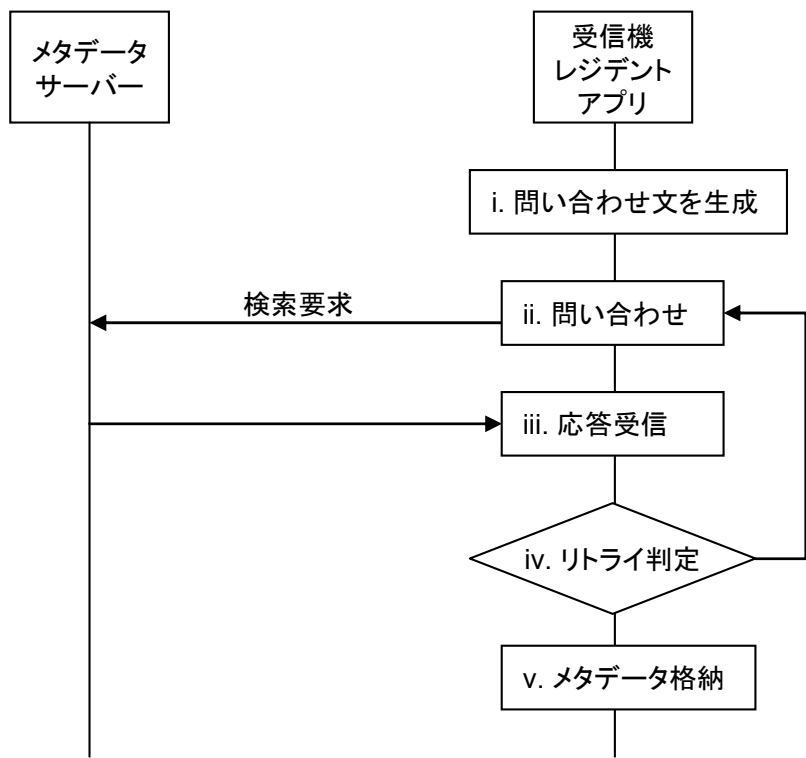 メタデータ
サーバー
受信機
レジデント
アプリ
i. 問い合わせ文を生成
検索要求
ii. 問い合わせ
iii. 応答受信
iv. リトライ判定
v. メタデータ格納